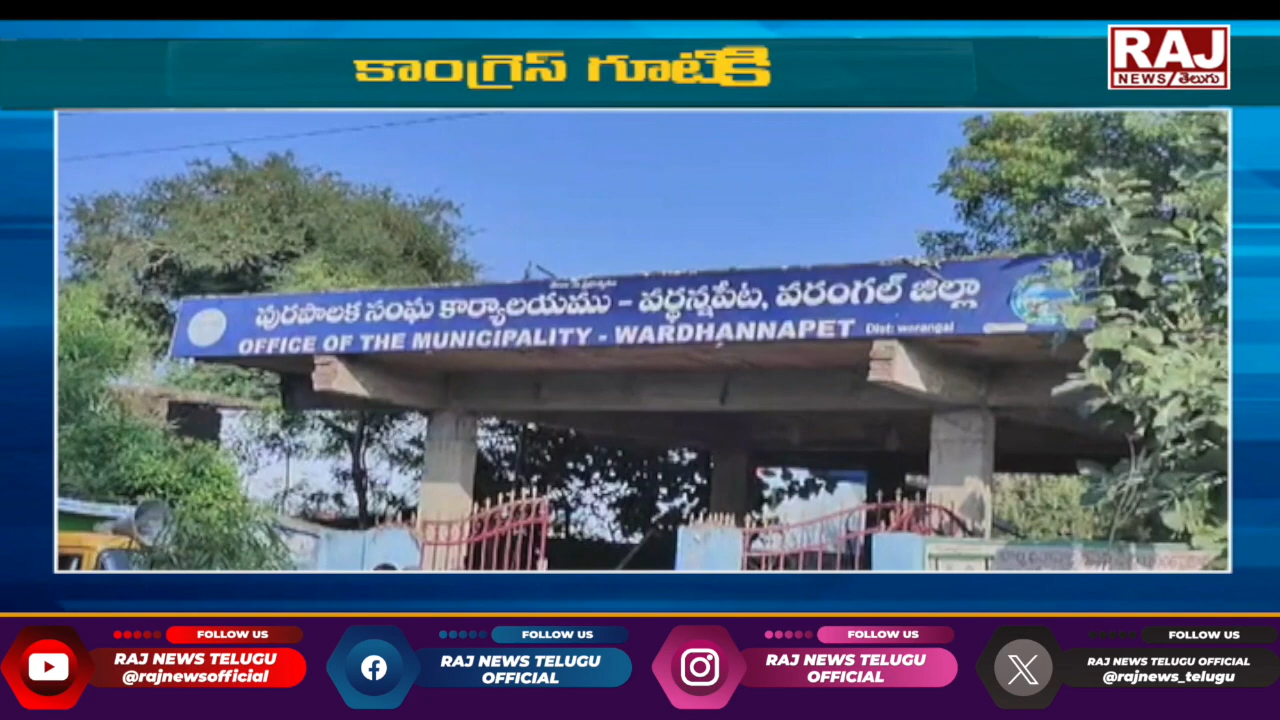 కాంగ్రెస్ గూటికి
RAJ
NEWS తెలుగు
పురపాలక సంఘ కార్యాలయము - వర్ధన్నపేట, వరంగల్ జిల్లా
OFFICE OF THE MUNICIPALITY - WARDHANNAPET Dist: warangal
FOLLOW US
RAJ NEWS TELUGU
@rajnewsofficial
FOLLOW US
RAJ NEWS TELUGU
OFFICIAL
FOLLOW US
RAJ NEWS TELUGU
OFFICIAL
FOLLOW US
RAJ NEWS TELUGU OFFICIAL
@rajnews_telugu